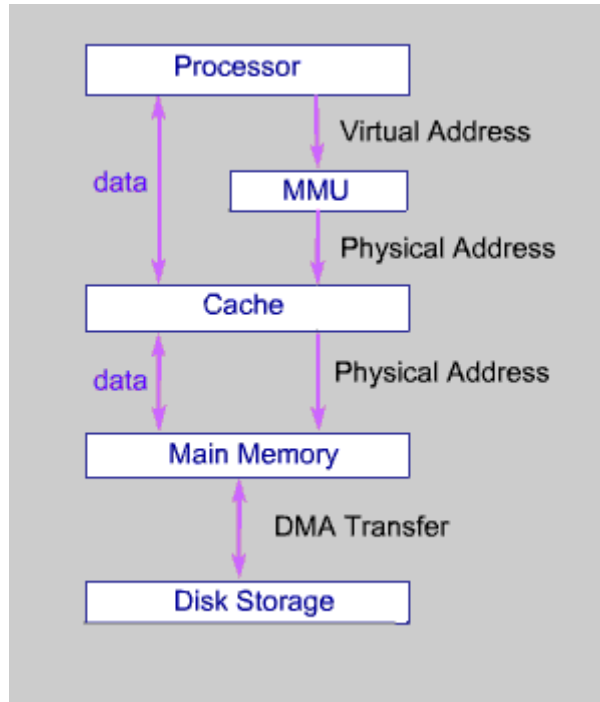 Processor
Virtual Address
data
MMU
Physical Address
Cache
data
Physical Address
Main Memory
DMA Transfer
Disk Storage